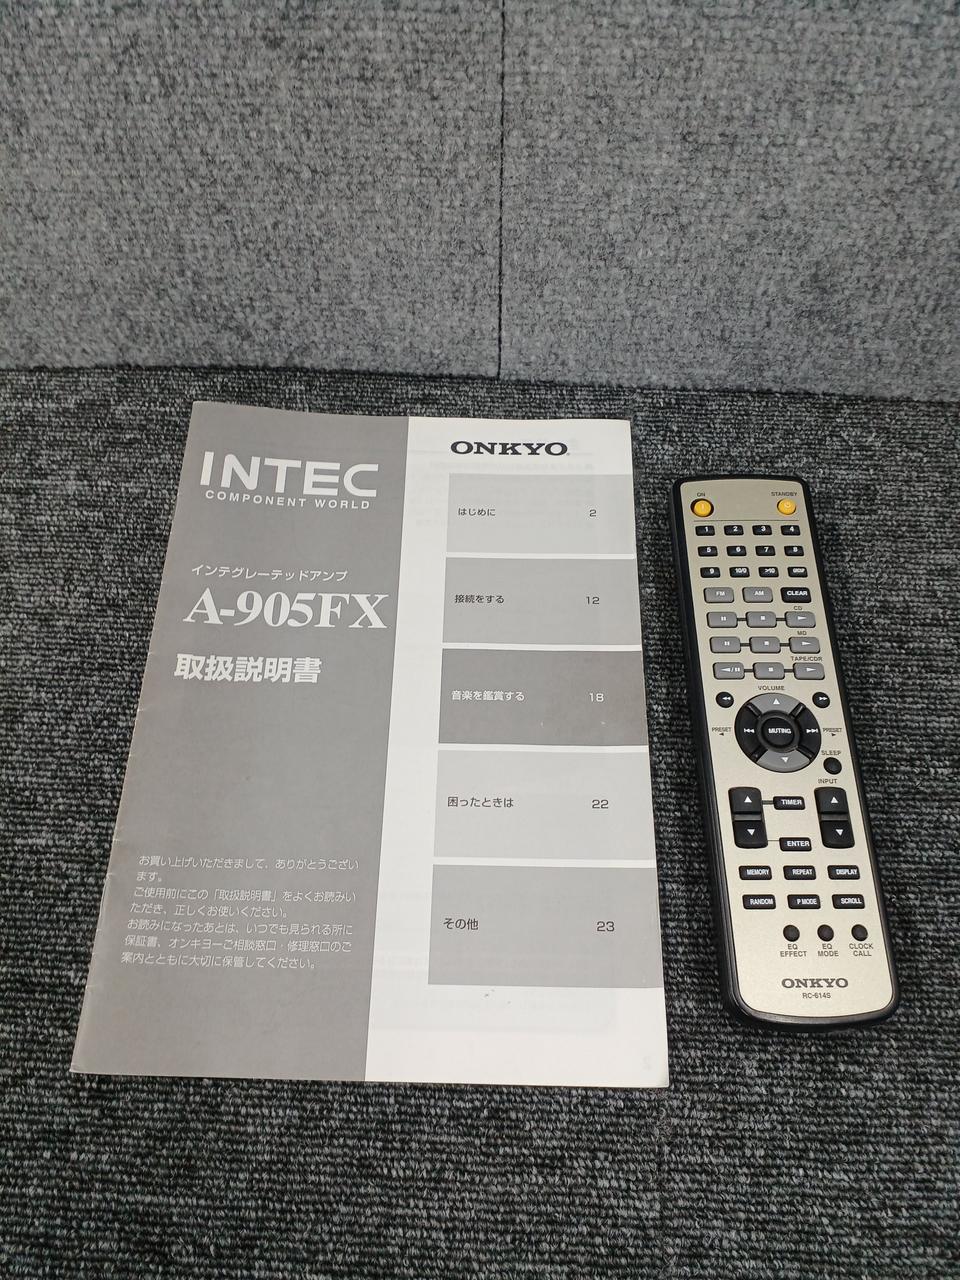 INTEC
COMPONENT WORLD
インテグレーテッドアンプ
A-905FX
取扱説明書
お買い上げいただきまして、ありがとうござい
ます。
ご使用前にこの「取扱説明書」をよくお読みい
ただき、正しくお使いください。
お読みになったあとは、いつでも見られる所に
保証書、オンキヨーご相談窓口・修理窓口のご
案内とともに大切に保管してください。
ONKYO
はじめに 2
接続をする 12
音楽を鑑賞する 18
困ったときは 22
その他 23
ON STANDBY
1 2 3 4
5 6 7 8
9 10/0 >10
FM AM CLEAR
CD
MD
TAPE/CDR
VOLUME
PRESET MUTING PRESET
SLEEP
INPUT
TIMER
ENTER
MEMORY REPEAT DISPLAY
RANDOM P MODE SCROLL
EQ EFFECT EQ MODE CLOCK CALL
ONKYO
RC-614S